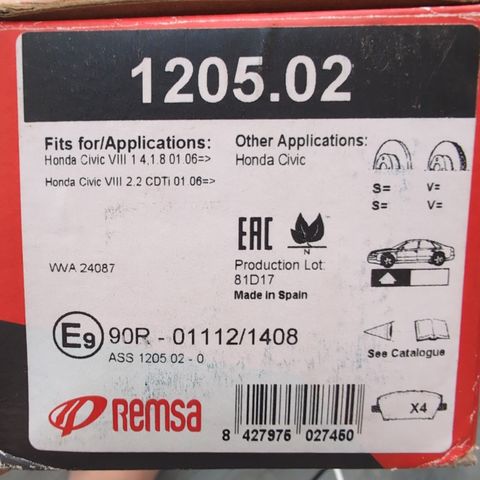 1205.02
Fits for/Applications:
Honda Civic VIII 1 4,1.8 01.06=>
Honda Civic VIII 2.2 CDTi 01 06=>
Other Applications:
Honda Civic
S= V=
S= V=
EAC
N
WVA 24087
Production Lot:
81D17
Made in Spain
E9 90R - 01112/1408
ASS 1205 02 - 0
See Catalogue
REMSA
8 427975 027450
X4